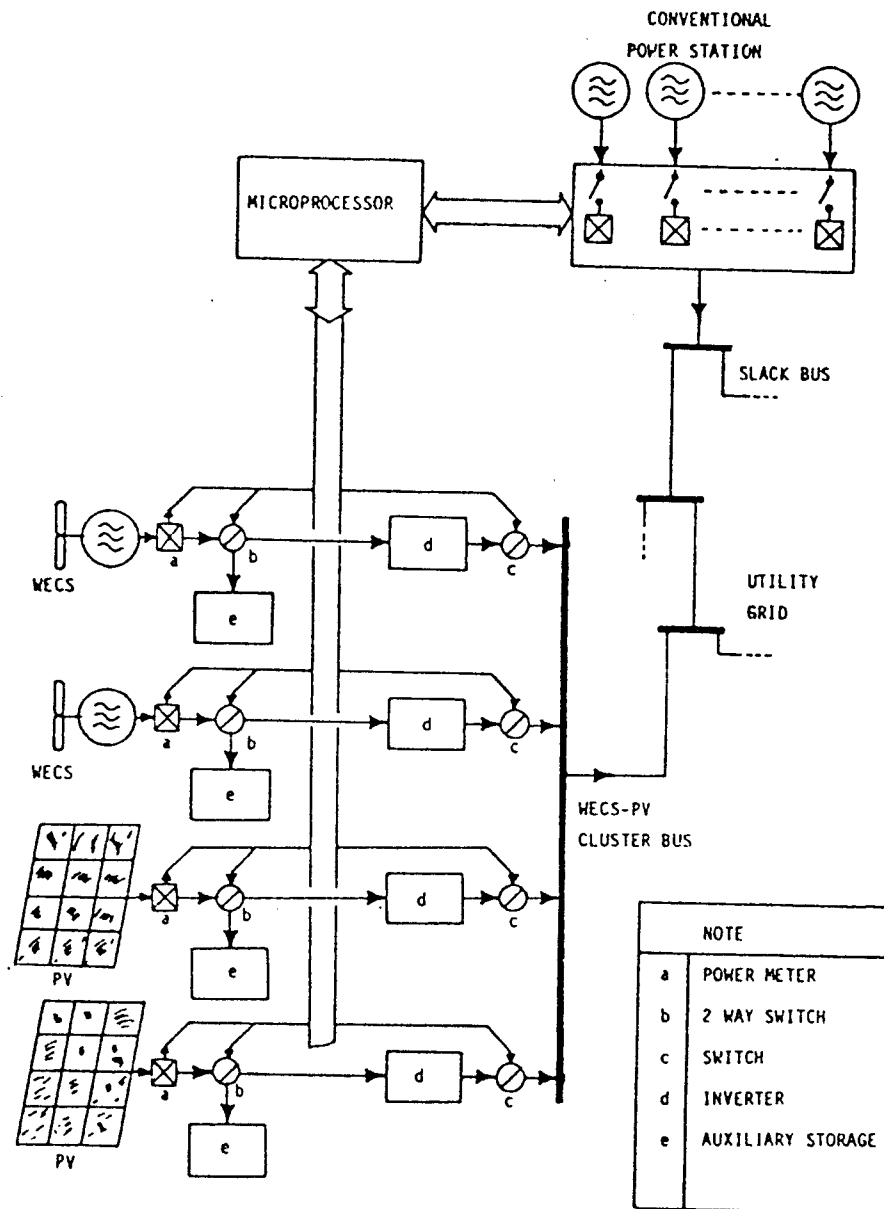 CONVENTIONAL
POWER STATION
MICROPROCESSOR
SLACK BUS
WECS
a
b
d
c
e
UTILITY
GRID
WECS
a
b
d
c
e
WECS-PV
CLUSTER BUS
PV
a
b
d
c
e
PV
a
b
d
c
e
NOTE
a POWER METER
b 2 WAY SWITCH
c SWITCH
d INVERTER
e AUXILIARY STORAGE